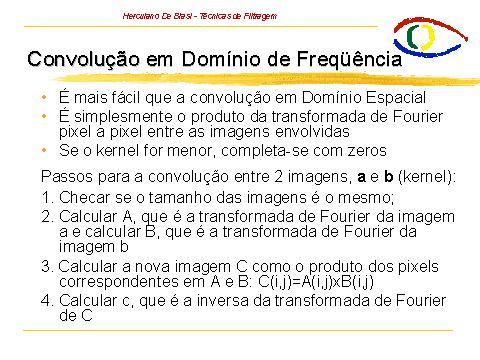 Herculano De Biasi - Técnicas de Filtragem
Convolução em Domínio de Freqüência
• É mais fácil que a convolução em Domínio Espacial
• É simplesmente o produto da transformada de Fourier
pixel a pixel entre as imagens envolvidas
• Se o kernel for menor, completa-se com zeros
Passos para a convolução entre 2 imagens, a e b (kernel):
1. Checar se o tamanho das imagens é o mesmo;
2. Calcular A, que é a transformada de Fourier da imagem
a e calcular B, que é a transformada de Fourier da
imagem b
3. Calcular a nova imagem C como o produto dos pixels
correspondentes em A e B: C(i,j)=A(i,j)xB(i,j)
4. Calcular c, que é a inversa da transformada de Fourier
de C